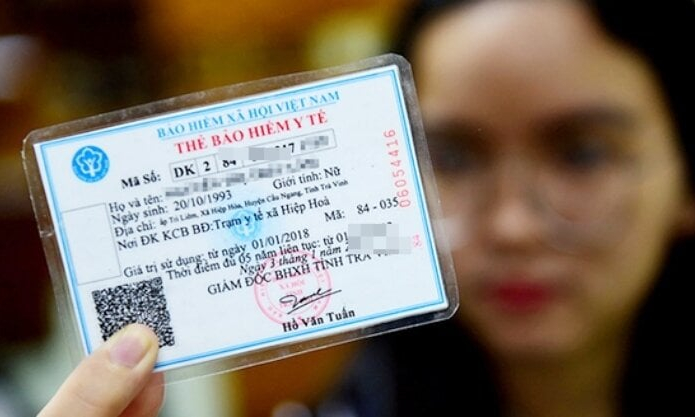 BẢO HIỂM XÃ HỘI VIỆT NAM
THẺ BẢO HIỂM Y TẾ
Mã Số: DK 2 84
Họ và tên:
Ngày sinh: 20/10/1993 Giới tính: Nữ
Địa chỉ: ấp Trì Liêm, Xã Hiệp Hòa, Huyện Cầu Ngang, Tỉnh Trà Vinh
Nơi ĐK KCB BĐ: Trạm y tế xã Hiệp Hoà
Mã: 84 - 035
Giá trị sử dụng: từ ngày 01/01/2018
Thời điểm đủ 05 năm liên tục: từ
Ngày 3 tháng 1 năm
GIÁM ĐỐC BHXH TỈNH TRÀ
Hồ Văn Tuấn
06054416